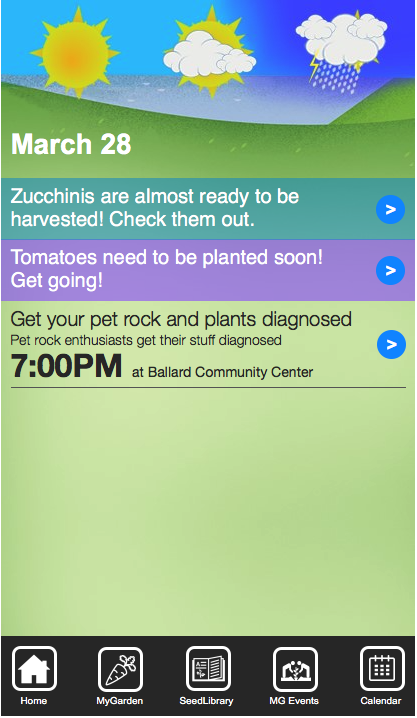 March 28
Zucchinis are almost ready to be
harvested! Check them out.
>
Tomatoes need to be planted soon!
Get going!
>
Get your pet rock and plants diagnosed
Pet rock enthusiasts get their stuff diagnosed
7:00PM at Ballard Community Center
>
Home MyGarden SeedLibrary MG Events Calendar